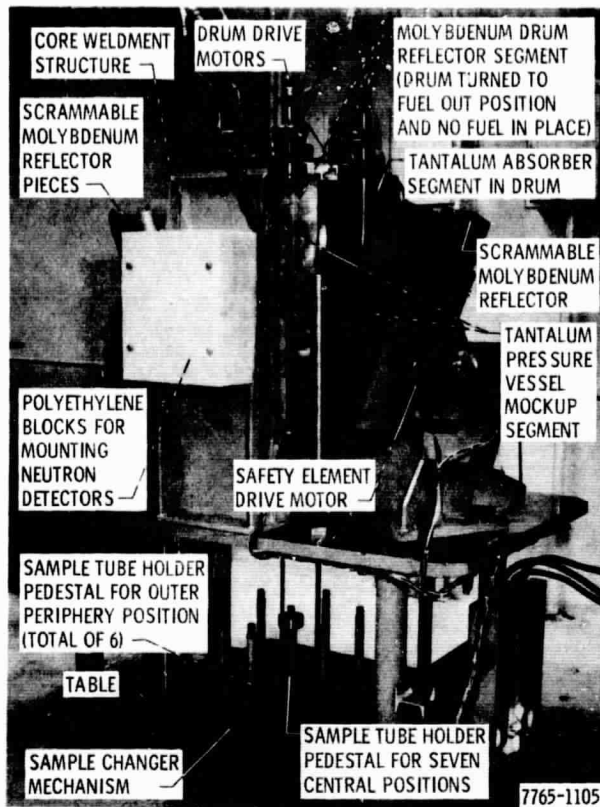 CORE WELDMENT
STRUCTURE
DRUM DRIVE
MOTORS
MOLYBDENUM DRUM
REFLECTOR SEGMENT
(DRUM TURNED TO
FUEL OUT POSITION
AND NO FUEL IN PLACE)
SCRAMMABLE
MOLYBDENUM
REFLECTOR
PIECES
TANTALUM ABSORBER
SEGMENT IN DRUM
SCRAMMABLE
MOLYBDENUM
REFLECTOR
TANTALUM
PRESSURE
VESSEL
MOCKUP
SEGMENT
POLYETHYLENE
BLOCKS FOR
MOUNTING
NEUTRON
DETECTORS
SAFETY ELEMENT
DRIVE MOTOR
SAMPLE TUBE HOLDER
PEDESTAL FOR OUTER
PERIPHERY POSITION
(TOTAL OF 6)
TABLE
SAMPLE CHANGER
MECHANISM
SAMPLE TUBE HOLDER
PEDESTAL FOR SEVEN
CENTRAL POSITIONS
7765-1105